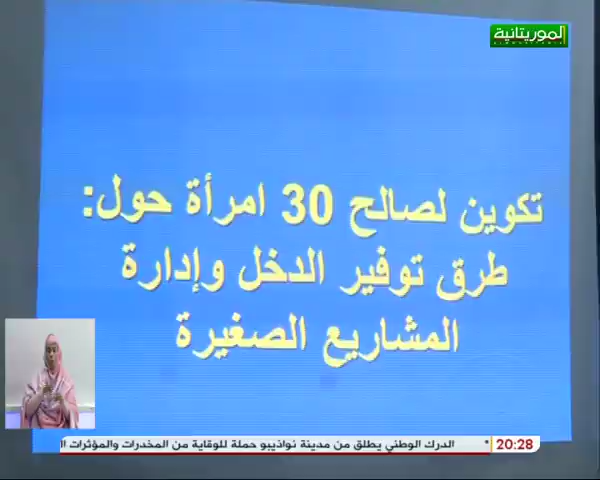 الموريتانية
تكوين لصالح 30 امرأة حول:
طرق توفير الدخل وإدارة
المشاريع الصغيرة
20:28
الدرك الوطني يطلق من مدينة نواذيبو حملة للوقاية من المخدرات والمؤثرات ال